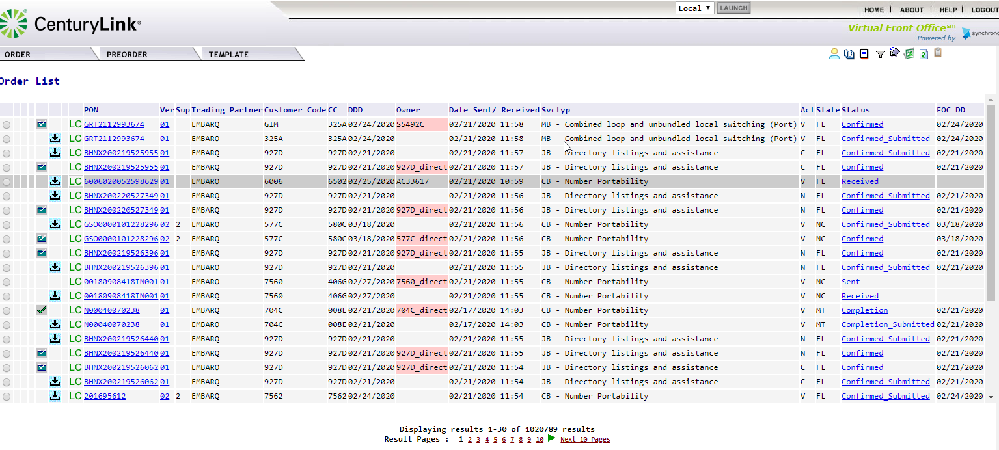 Local ▼ LAUNCH HOME | ABOUT | HELP | LOGOUT
CenturyLink®
Virtual Front Office℠
Powered by synchrono
ORDER PREORDER TEMPLATE
Order List
PON Ver Sup Trading Partner Customer Code CC DDD Owner Date Sent/ Received Svctyp Act State Status FOC DD
LC GRT2112993674 01 EMBARQ GIM 325A 02/24/2020 S5492C 02/21/2020 11:58 MB - Combined loop and unbundled local switching (Port) V FL Confirmed 02/24/2020
LC GRT2112993674 01 EMBARQ 325A 325A 02/24/2020 02/21/2020 11:58 MB - Combined loop and unbundled local switching (Port) V FL Confirmed_Submitted 02/24/2020
LC BHNX200219525955 01 EMBARQ 927D 927D 02/21/2020 02/21/2020 11:57 JB - Directory listings and assistance C FL Confirmed_Submitted 02/21/2020
LC BHNX200219525955 01 EMBARQ 927D 927D 02/21/2020 927D_direct 02/21/2020 11:57 JB - Directory listings and assistance C FL Confirmed 02/21/2020
LC 6006020052598629 01 EMBARQ 6006 6502 02/25/2020 AC33617 02/21/2020 10:59 CB - Number Portability V FL Received
LC BHNX200220527349 01 EMBARQ 927D 927D 02/21/2020 02/21/2020 11:56 JB - Directory listings and assistance N FL Confirmed_Submitted 02/21/2020
LC BHNX200220527349 01 EMBARQ 927D 927D 02/21/2020 927D_direct 02/21/2020 11:56 JB - Directory listings and assistance N FL Confirmed 02/21/2020
LC GSO0000101228296 02 2 EMBARQ 577C 580C 03/18/2020 02/21/2020 11:56 CB - Number Portability V NC Confirmed_Submitted 03/18/2020
LC GSO0000101228296 02 2 EMBARQ 577C 580C 03/18/2020 577C_direct 02/21/2020 11:56 CB - Number Portability V NC Confirmed 03/18/2020
LC BHNX200219526396 01 EMBARQ 927D 927D 02/21/2020 927D_direct 02/21/2020 11:55 JB - Directory listings and assistance N FL Confirmed 02/21/2020
LC BHNX200219526396 01 EMBARQ 927D 927D 02/21/2020 02/21/2020 11:55 JB - Directory listings and assistance N FL Confirmed_Submitted 02/21/2020
LC 00180908418IN001 01 EMBARQ 7560 406G 02/27/2020 7560_direct 02/21/2020 11:55 CB - Number Portability V NC Sent
LC 00180908418IN001 01 EMBARQ 7560 406G 02/27/2020 02/21/2020 11:55 CB - Number Portability V NC Received
LC N00040070238 01 EMBARQ 704C 008E 02/21/2020 704C_direct 02/17/2020 14:03 CB - Number Portability V MT Completion 02/21/2020
LC N00040070238 01 EMBARQ 704C 008E 02/21/2020 02/17/2020 14:03 CB - Number Portability V MT Completion_Submitted 02/21/2020
LC BHNX200219526440 01 EMBARQ 927D 927D 02/21/2020 02/21/2020 11:55 JB - Directory listings and assistance N FL Confirmed_Submitted 02/21/2020
LC BHNX200219526440 01 EMBARQ 927D 927D 02/21/2020 927D_direct 02/21/2020 11:55 JB - Directory listings and assistance N FL Confirmed 02/21/2020
LC BHNX200219526062 01 EMBARQ 927D 927D 02/21/2020 927D_direct 02/21/2020 11:54 JB - Directory listings and assistance C FL Confirmed 02/21/2020
LC BHNX200219526062 01 EMBARQ 927D 927D 02/21/2020 02/21/2020 11:54 JB - Directory listings and assistance C FL Confirmed_Submitted 02/21/2020
LC 201695612 02 2 EMBARQ 7562 7562 02/24/2020 02/21/2020 11:54 CB - Number Portability V FL Confirmed_Submitted 02/24/2020
Displaying results 1-30 of 1020789 results
Result Pages : 1 2 3 4 5 6 7 8 9 10 Next 10 Pages